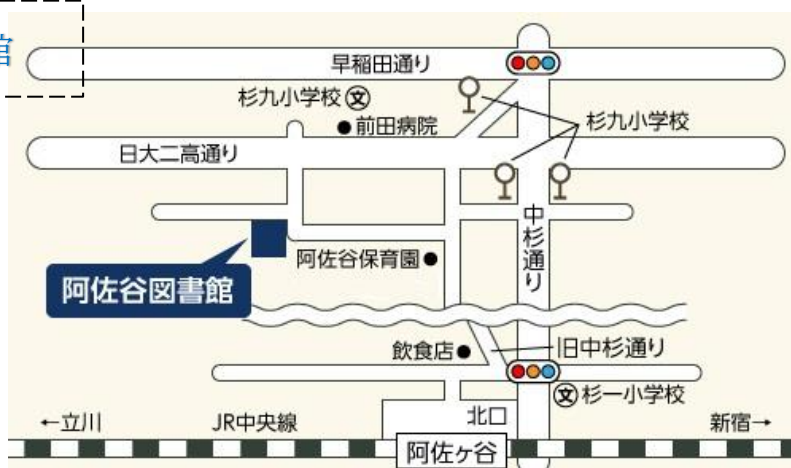 館
早稲田通り
杉九小学校 文
前田病院
杉九小学校
日大二高通り
中杉通り
阿佐谷保育園
阿佐谷図書館
飲食店
旧中杉通り
文 杉一小学校
←立川
JR中央線
北口
新宿→
阿佐ヶ谷